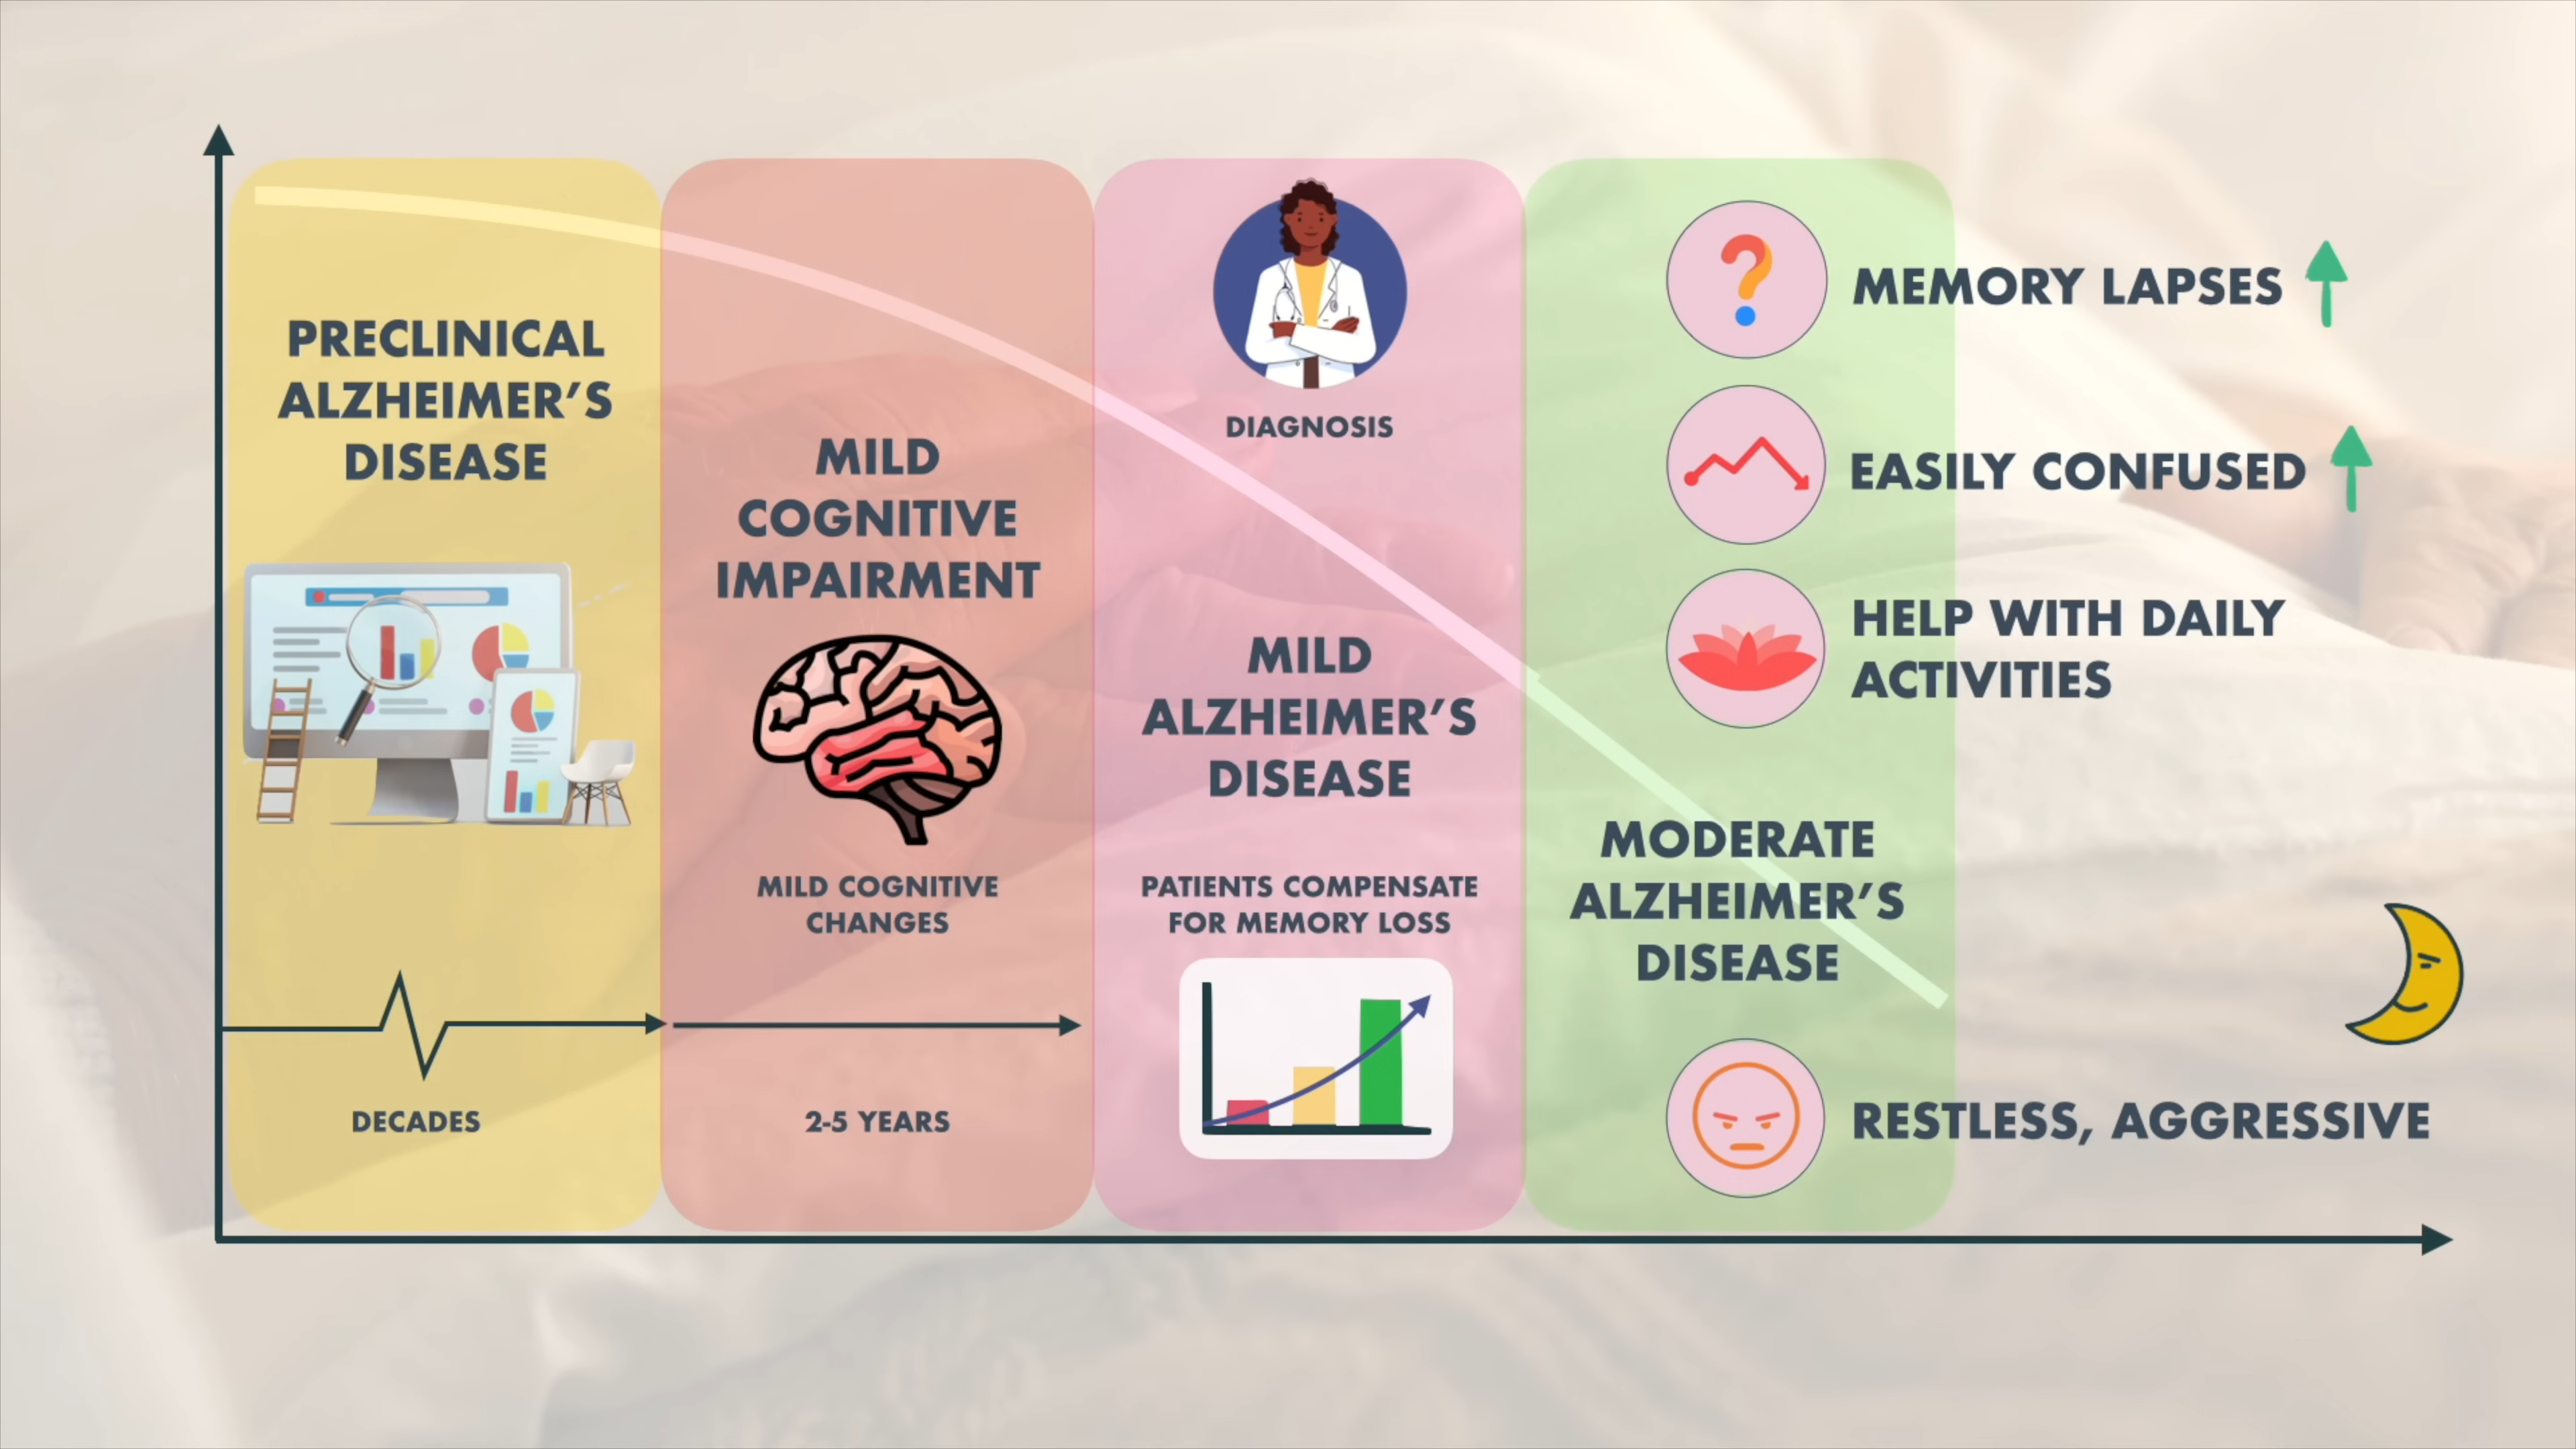 PRECLINICAL
ALZHEIMER’S
DISEASE
DECADES
MILD
COGNITIVE
IMPAIRMENT
MILD COGNITIVE
CHANGES
2-5 YEARS
DIAGNOSIS
MILD
ALZHEIMER’S
DISEASE
PATIENTS COMPENSATE
FOR MEMORY LOSS
MEMORY LAPSES
EASILY CONFUSED
HELP WITH DAILY
ACTIVITIES
MODERATE
ALZHEIMER’S
DISEASE
RESTLESS, AGGRESSIVE